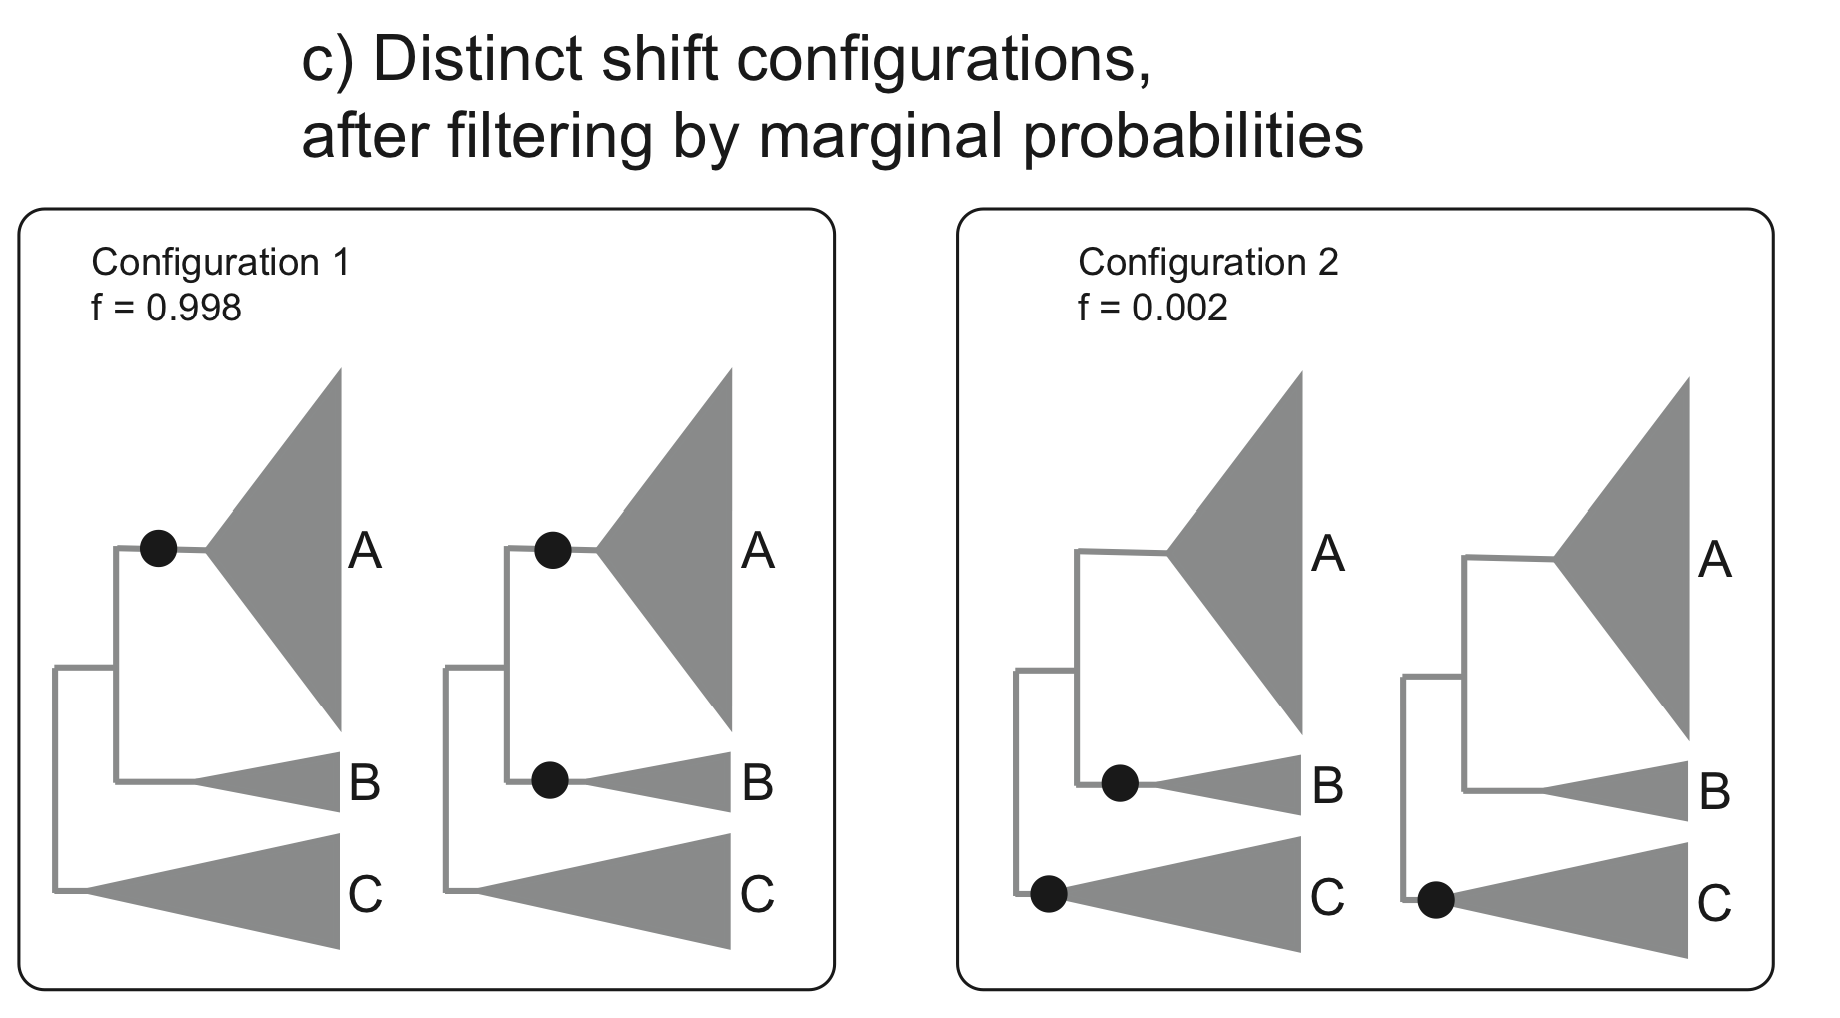 c) Distinct shift configurations,
after filtering by marginal probabilities
Configuration 1
f = 0.998
A
B
C
A
B
C
Configuration 2
f = 0.002
A
B
C
A
B
C